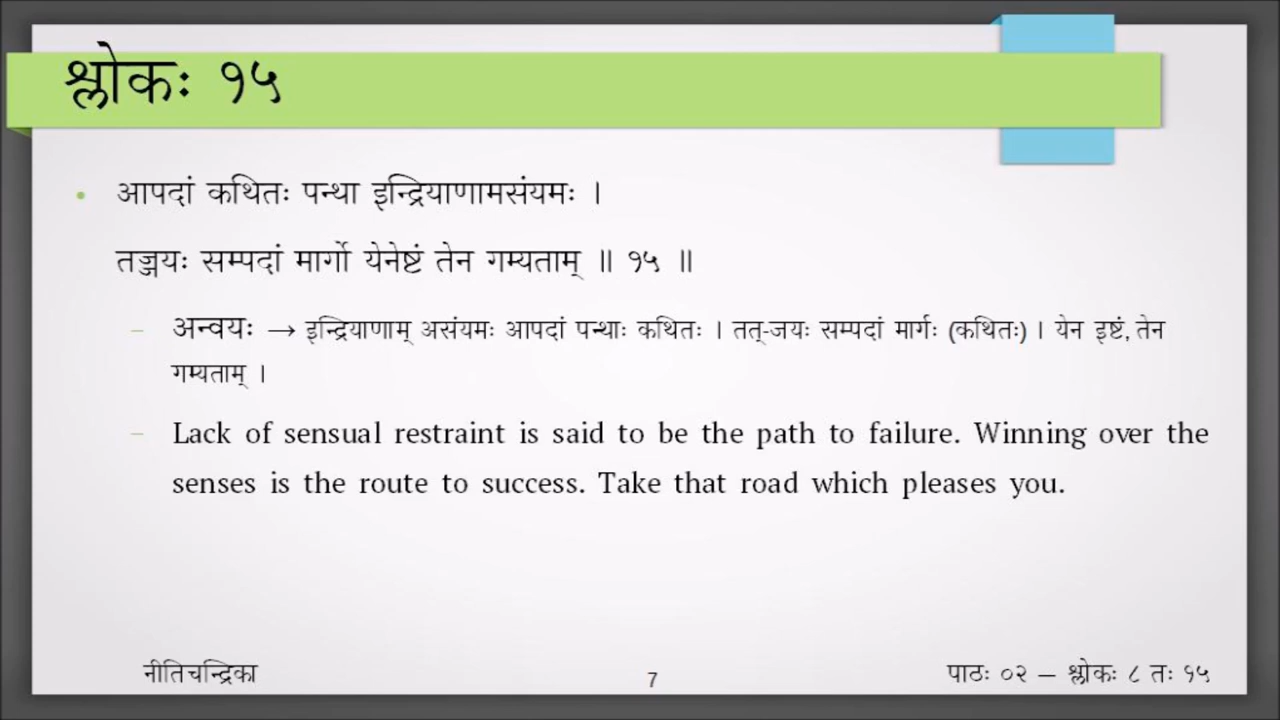 श्लोकः १५
• आपदां कथितः पन्था इन्द्रियाणामसंयमः ।
तज्जयः सम्पदां मार्गो येनेष्टं तेन गम्यताम् ॥ १५ ॥
– अन्वयः → इन्द्रियाणाम् असंयमः आपदां पन्थाः कथितः । तत्-जयः सम्पदां मार्गः (कथितः) । येन इष्टं, तेन
गम्यताम् ।
– Lack of sensual restraint is said to be the path to failure. Winning over the
senses is the route to success. Take that road which pleases you.
नीतिचन्द्रिका 7 पाठः ०२ – श्लोकः ८ तः १५